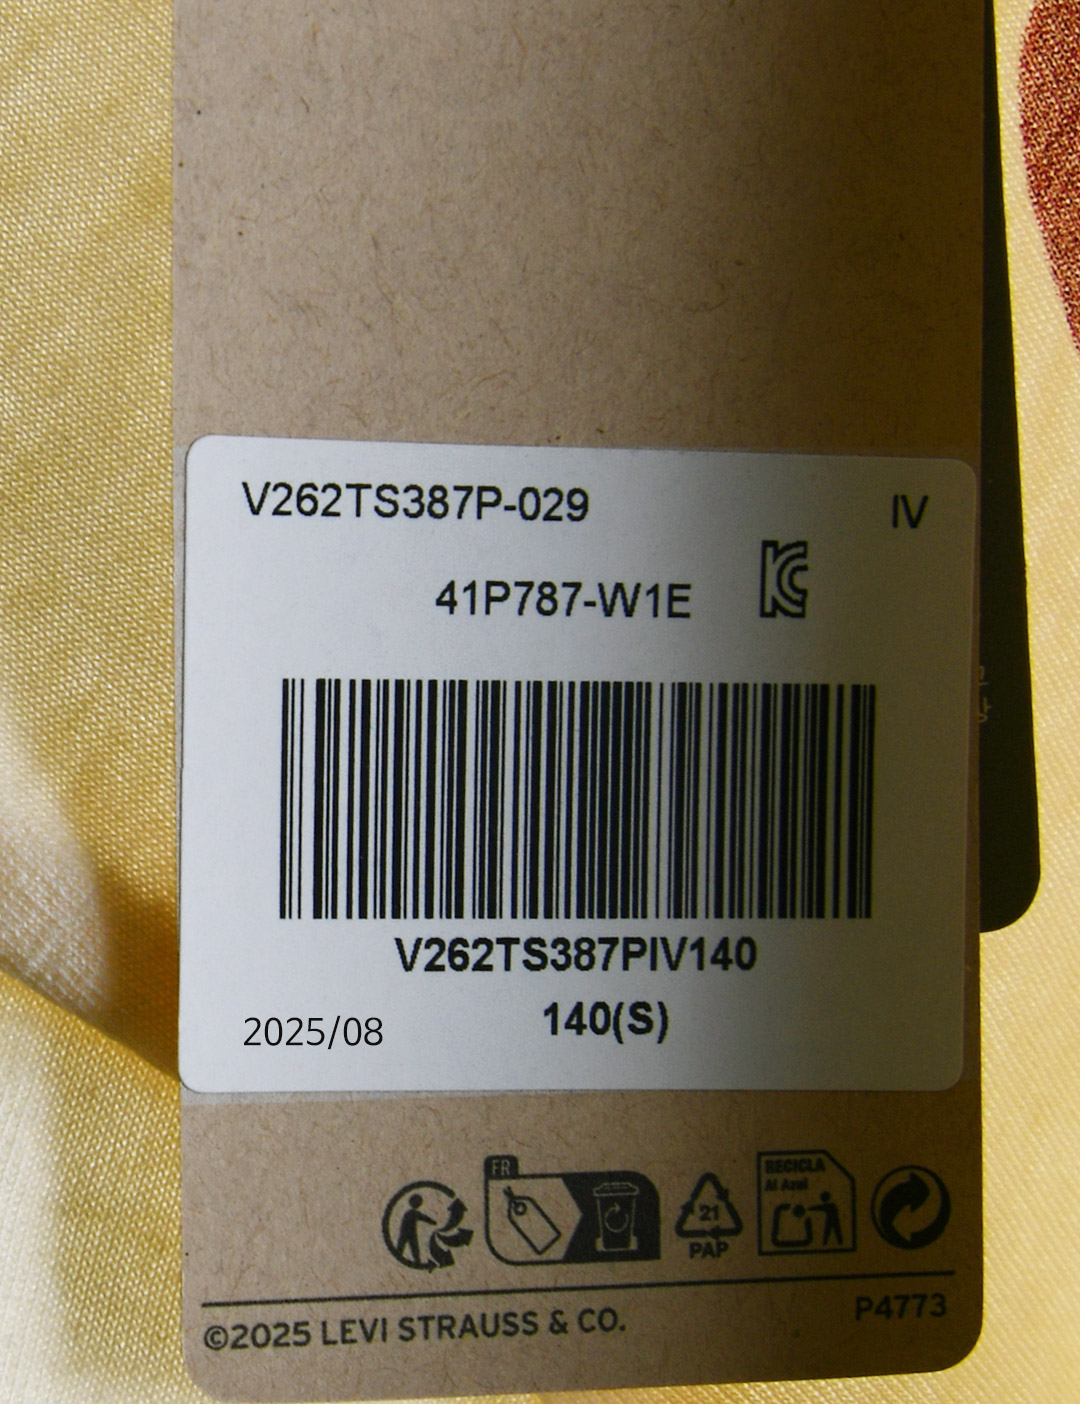 V262TS387P-029 IV
41P787-W1E
V262TS387PIV140
2025/08 140(S)
FR
21
PAP
RECICLA
Al Azul
©2025 LEVI STRAUSS & CO. P4773